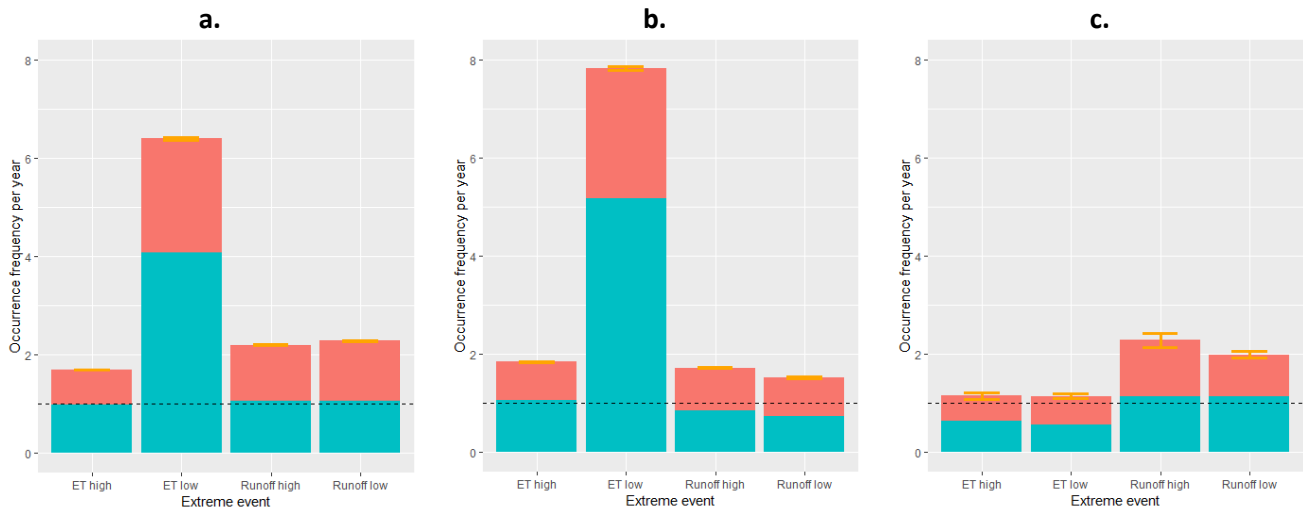 a.
Occurrence frequency per year
8
6
4
2
0
ET high ET low Runoff high Runoff low
Extreme event
b.
Occurrence frequency per year
8
6
4
2
0
ET high ET low Runoff high Runoff low
Extreme event
c.
Occurrence frequency per year
8
6
4
2
0
ET high ET low Runoff high Runoff low
Extreme event